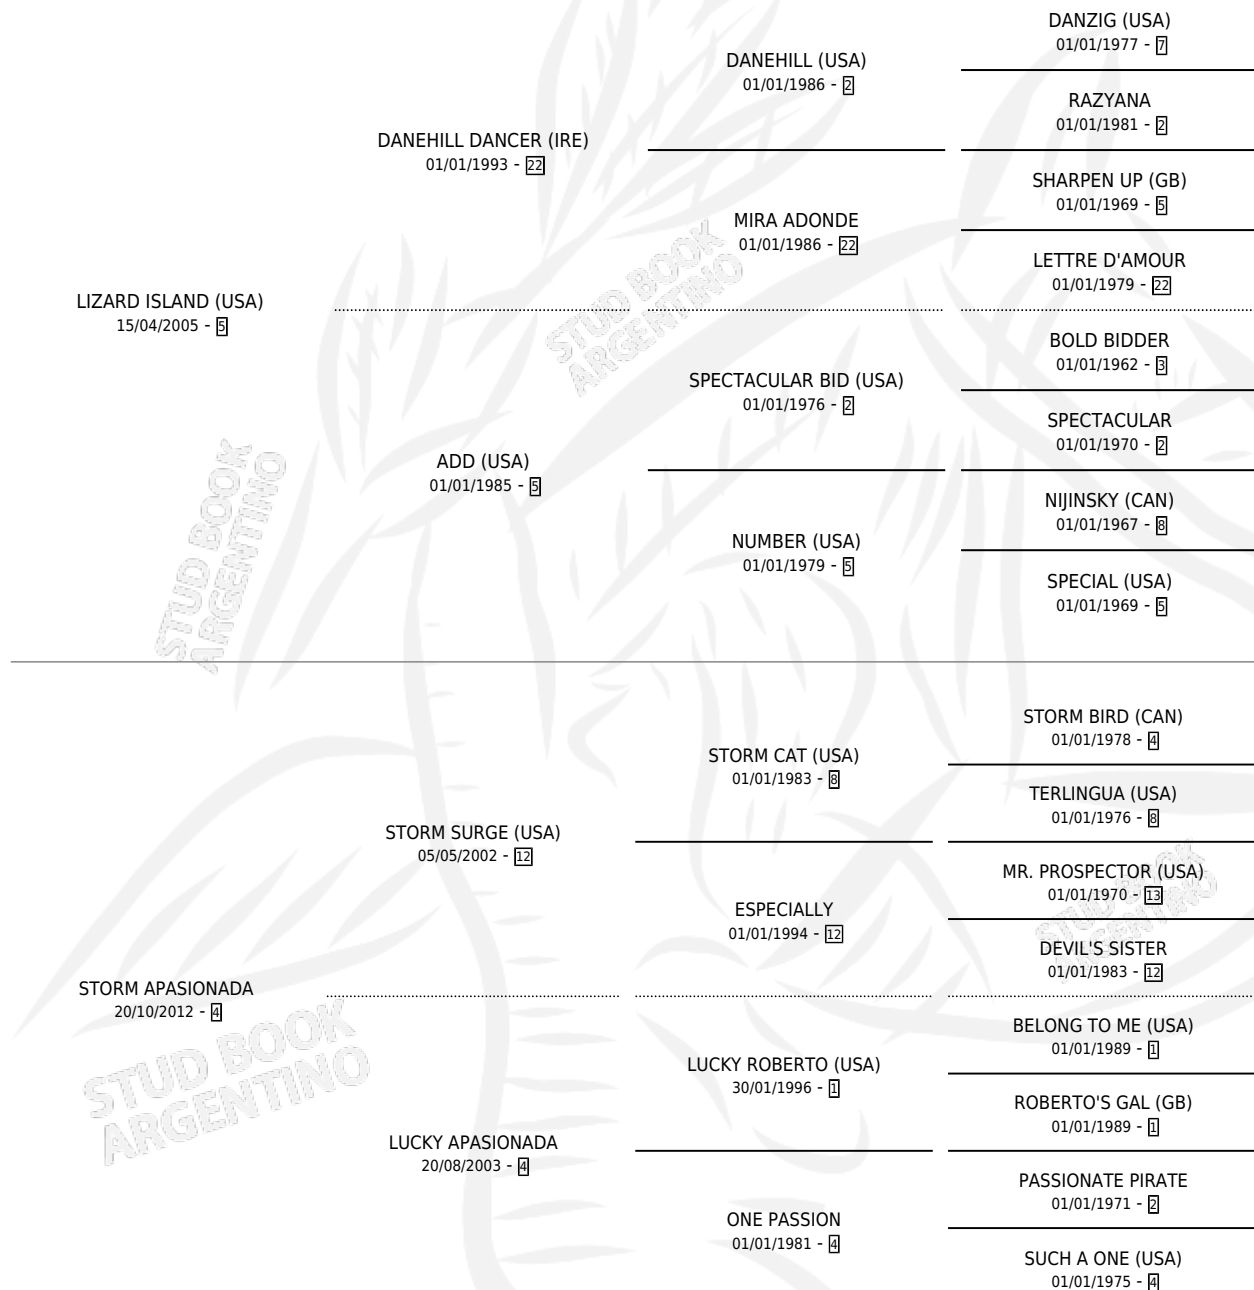 DANZIG (USA)
01/01/1977 - 7
DANEHILL (USA)
01/01/1986 - 2
RAZYANA
01/01/1981 - 2
DANEHILL DANCER (IRE)
01/01/1993 - 22
SHARPEN UP (GB)
01/01/1969 - 5
MIRA ADONDE
01/01/1986 - 22
LETTRE D'AMOUR
01/01/1979 - 22
LIZARD ISLAND (USA)
15/04/2005 - 5
BOLD BIDDER
01/01/1962 - 3
SPECTACULAR BID (USA)
01/01/1976 - 2
SPECTACULAR
01/01/1970 - 2
ADD (USA)
01/01/1985 - 5
NIJINSKY (CAN)
01/01/1967 - 8
NUMBER (USA)
01/01/1979 - 5
SPECIAL (USA)
01/01/1969 - 5
STORM BIRD (CAN)
01/01/1978 - 4
STORM CAT (USA)
01/01/1983 - 8
TERLINGUA (USA)
01/01/1976 - 8
STORM SURGE (USA)
05/05/2002 - 12
MR. PROSPECTOR (USA)
01/01/1970 - 13
ESPECIALLY
01/01/1994 - 12
DEVIL'S SISTER
01/01/1983 - 12
STORM APASIONADA
20/10/2012 - 4
BELONG TO ME (USA)
01/01/1989 - 1
LUCKY ROBERTO (USA)
30/01/1996 - 1
ROBERTO'S GAL (GB)
01/01/1989 - 1
LUCKY APASIONADA
20/08/2003 - 4
PASSIONATE PIRATE
01/01/1971 - 2
ONE PASSION
01/01/1981 - 4
SUCH A ONE (USA)
01/01/1975 - 4
STUD BOOK
ARGENTINO
STUD BOOK
ARGENTINO
STUD BOOK
ARGENTINO
STUD BOOK
ARGENTINO